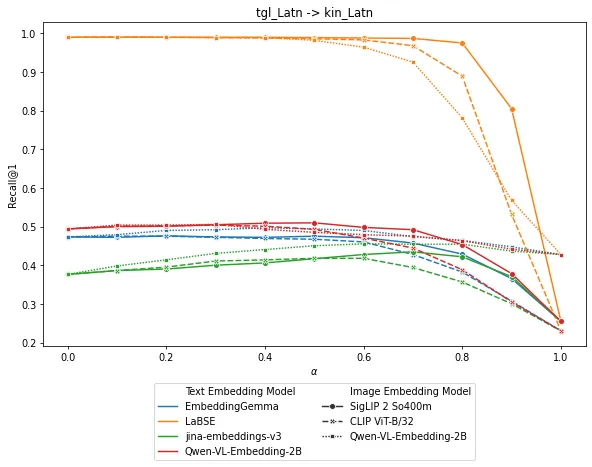 tgl_Latn -> kin_Latn
Recall@1
1.0
0.9
0.8
0.7
0.6
0.5
0.4
0.3
0.2
0.0 0.2 0.4 0.6 0.8 1.0
α
Text Embedding Model Image Embedding Model
EmbeddingGemma SigLIP 2 So400m
LaBSE CLIP ViT-B/32
jina-embeddings-v3 Qwen-VL-Embedding-2B
Qwen-VL-Embedding-2B